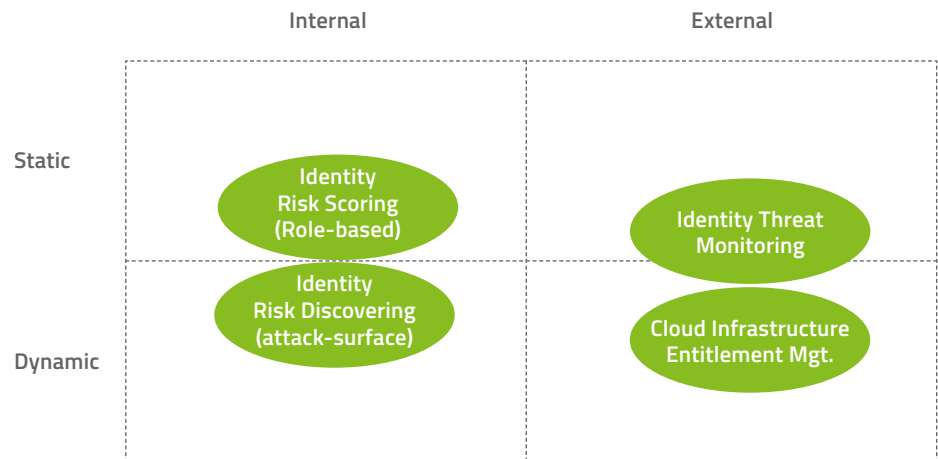 Internal
External
Static
Identity
Risk Scoring
(Role-based)
Identity Threat
Monitoring
Identity
Risk Discovering
(attack-surface)
Cloud Infrastructure
Entitlement Mgt.
Dynamic